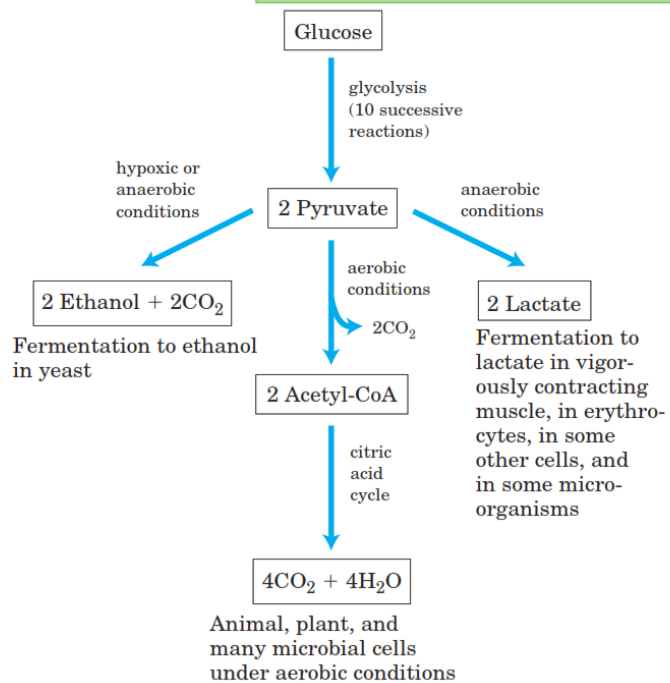 Glucose
glycolysis
(10 successive
reactions)
hypoxic or
anaerobic
conditions
2 Pyruvate
anaerobic
conditions
2 Ethanol + 2CO₂
Fermentation to ethanol
in yeast
aerobic
conditions
2CO₂
2 Lactate
Fermentation to
lactate in vigor-
ously contracting
muscle, in erythro-
cytes, in some
other cells, and
in some micro-
organisms
2 Acetyl-CoA
citric
acid
cycle
4CO₂ + 4H₂O
Animal, plant, and
many microbial cells
under aerobic conditions